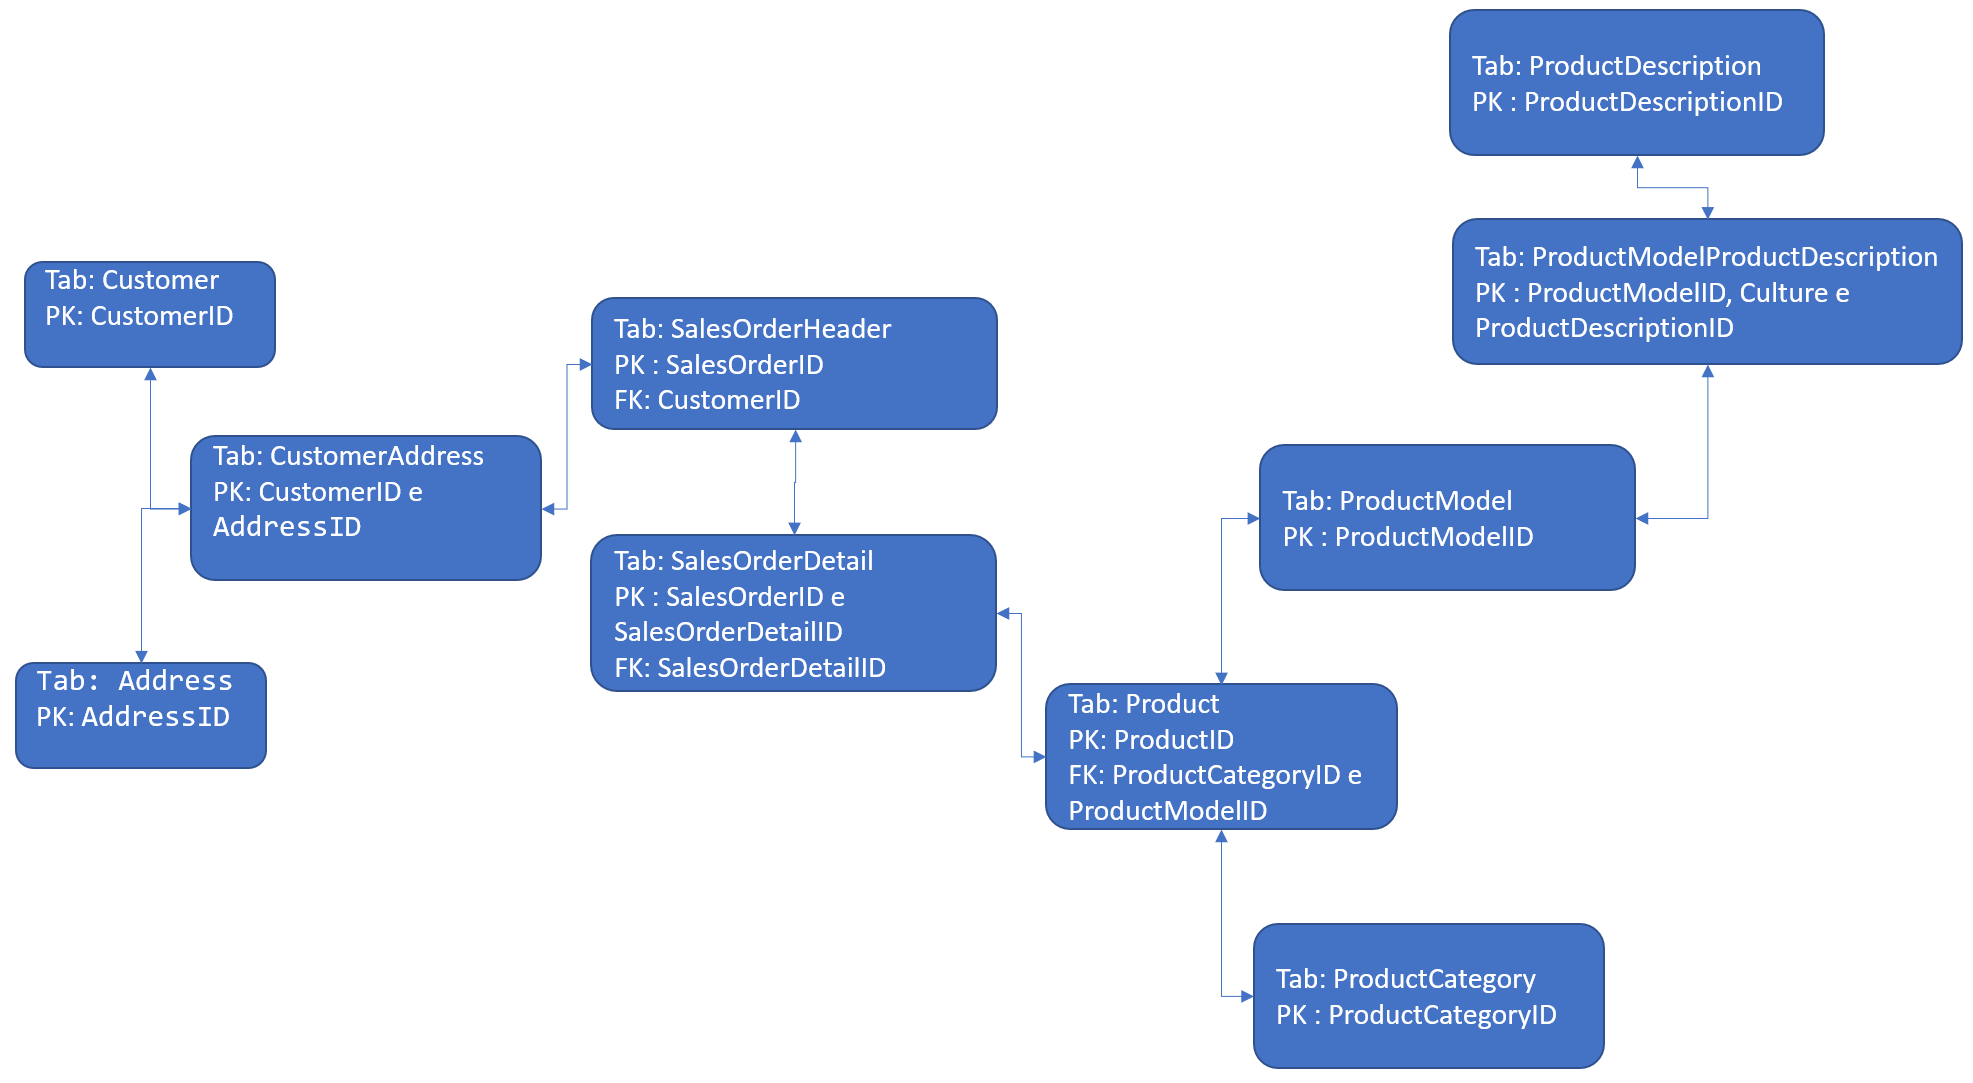 Tab: ProductDescription
PK : ProductDescriptionID
Tab: ProductModelProductDescription
PK : ProductModelID, Culture e
ProductDescriptionID
Tab: Customer
PK: CustomerID
Tab: SalesOrderHeader
PK : SalesOrderID
FK: CustomerID
Tab: CustomerAddress
PK: CustomerID e
AddressID
Tab: ProductModel
PK : ProductModelID
Tab: SalesOrderDetail
PK : SalesOrderID e
SalesOrderDetailID
FK: SalesOrderDetailID
Tab: Address
PK: AddressID
Tab: Product
PK: ProductID
FK: ProductCategoryID e
ProductModelID
Tab: ProductCategory
PK : ProductCategoryID